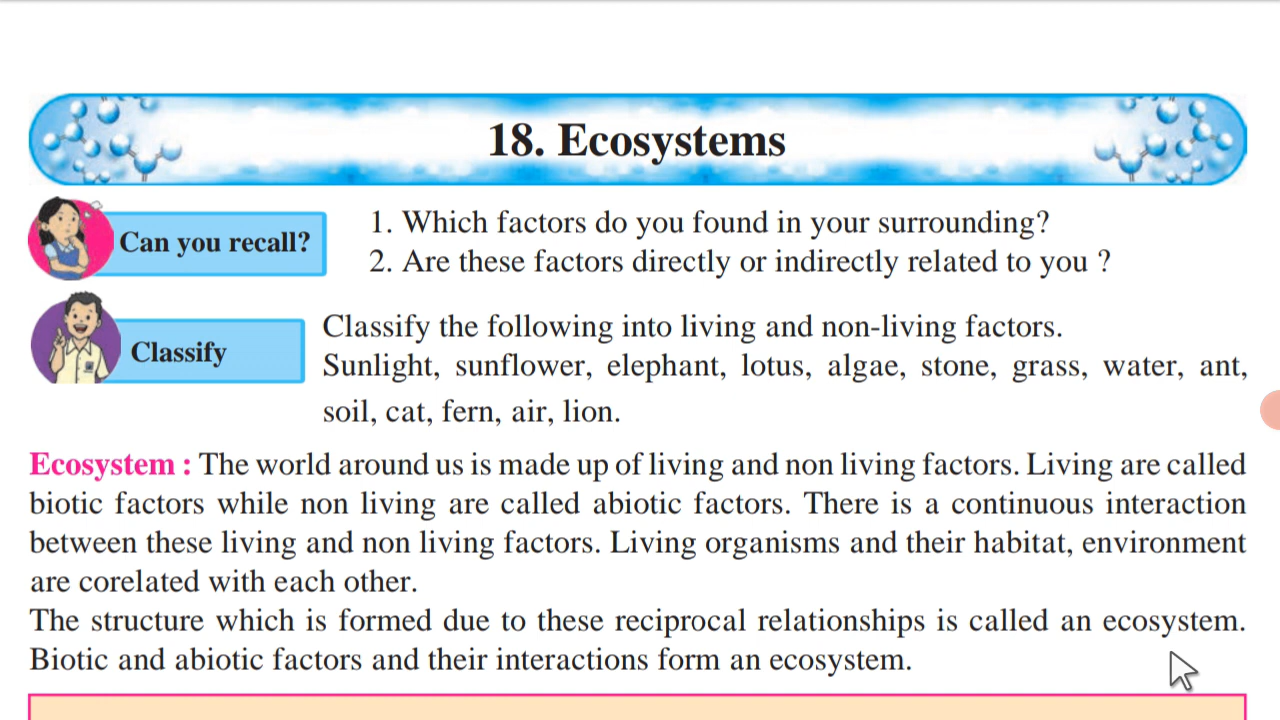 18. Ecosystems
Can you recall?
1. Which factors do you found in your surrounding?
2. Are these factors directly or indirectly related to you ?
Classify
Classify the following into living and non-living factors.
Sunlight, sunflower, elephant, lotus, algae, stone, grass, water, ant,
soil, cat, fern, air, lion.
Ecosystem : The world around us is made up of living and non living factors. Living are called
biotic factors while non living are called abiotic factors. There is a continuous interaction
between these living and non living factors. Living organisms and their habitat, environment
are corelated with each other.
The structure which is formed due to these reciprocal relationships is called an ecosystem.
Biotic and abiotic factors and their interactions form an ecosystem.